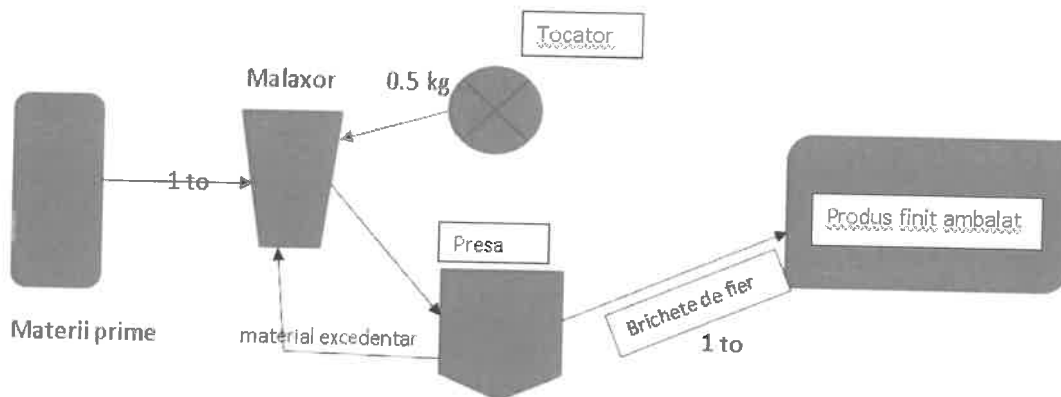 Tocator
Malaxor
0.5 kg
1 to
Produs finit ambalat
Presa
Brichete de fier
Materii prime
material excedentar
1 to